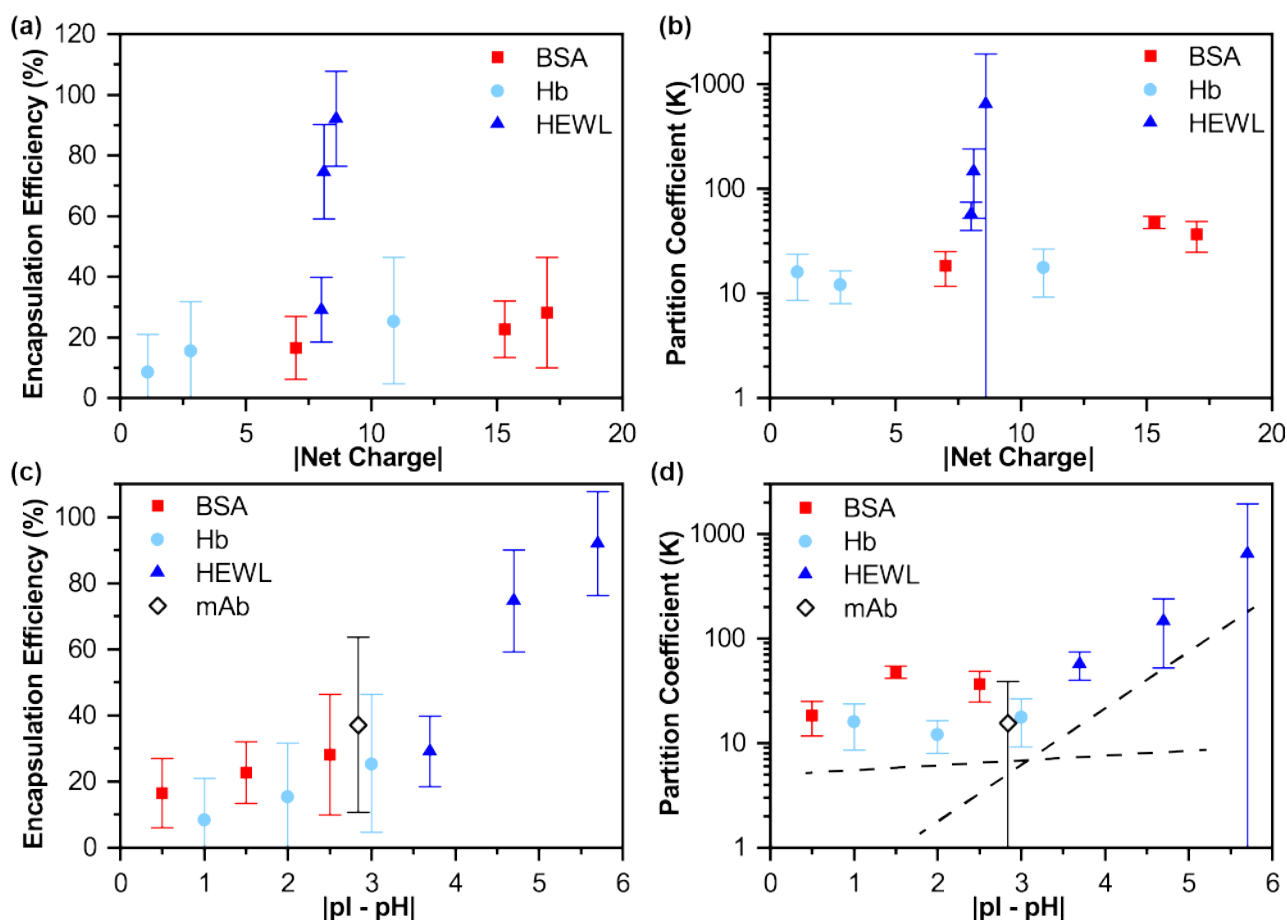 (a)
Encapsulation Efficiency (%)
120
100
80
60
40
20
0
BSA
Hb
HEWL
0 5 10 15 20
|Net Charge|
(b)
Partition Coefficient (K)
1000
100
10
1
BSA
Hb
HEWL
0 5 10 15 20
|Net Charge|
(c)
Encapsulation Efficiency (%)
100
80
60
40
20
0
BSA
Hb
HEWL
mAb
1 2 3 4 5 6
|pI - pH|
(d)
Partition Coefficient (K)
1000
100
10
1
BSA
Hb
HEWL
mAb
0 1 2 3 4 5 6
|pI - pH|